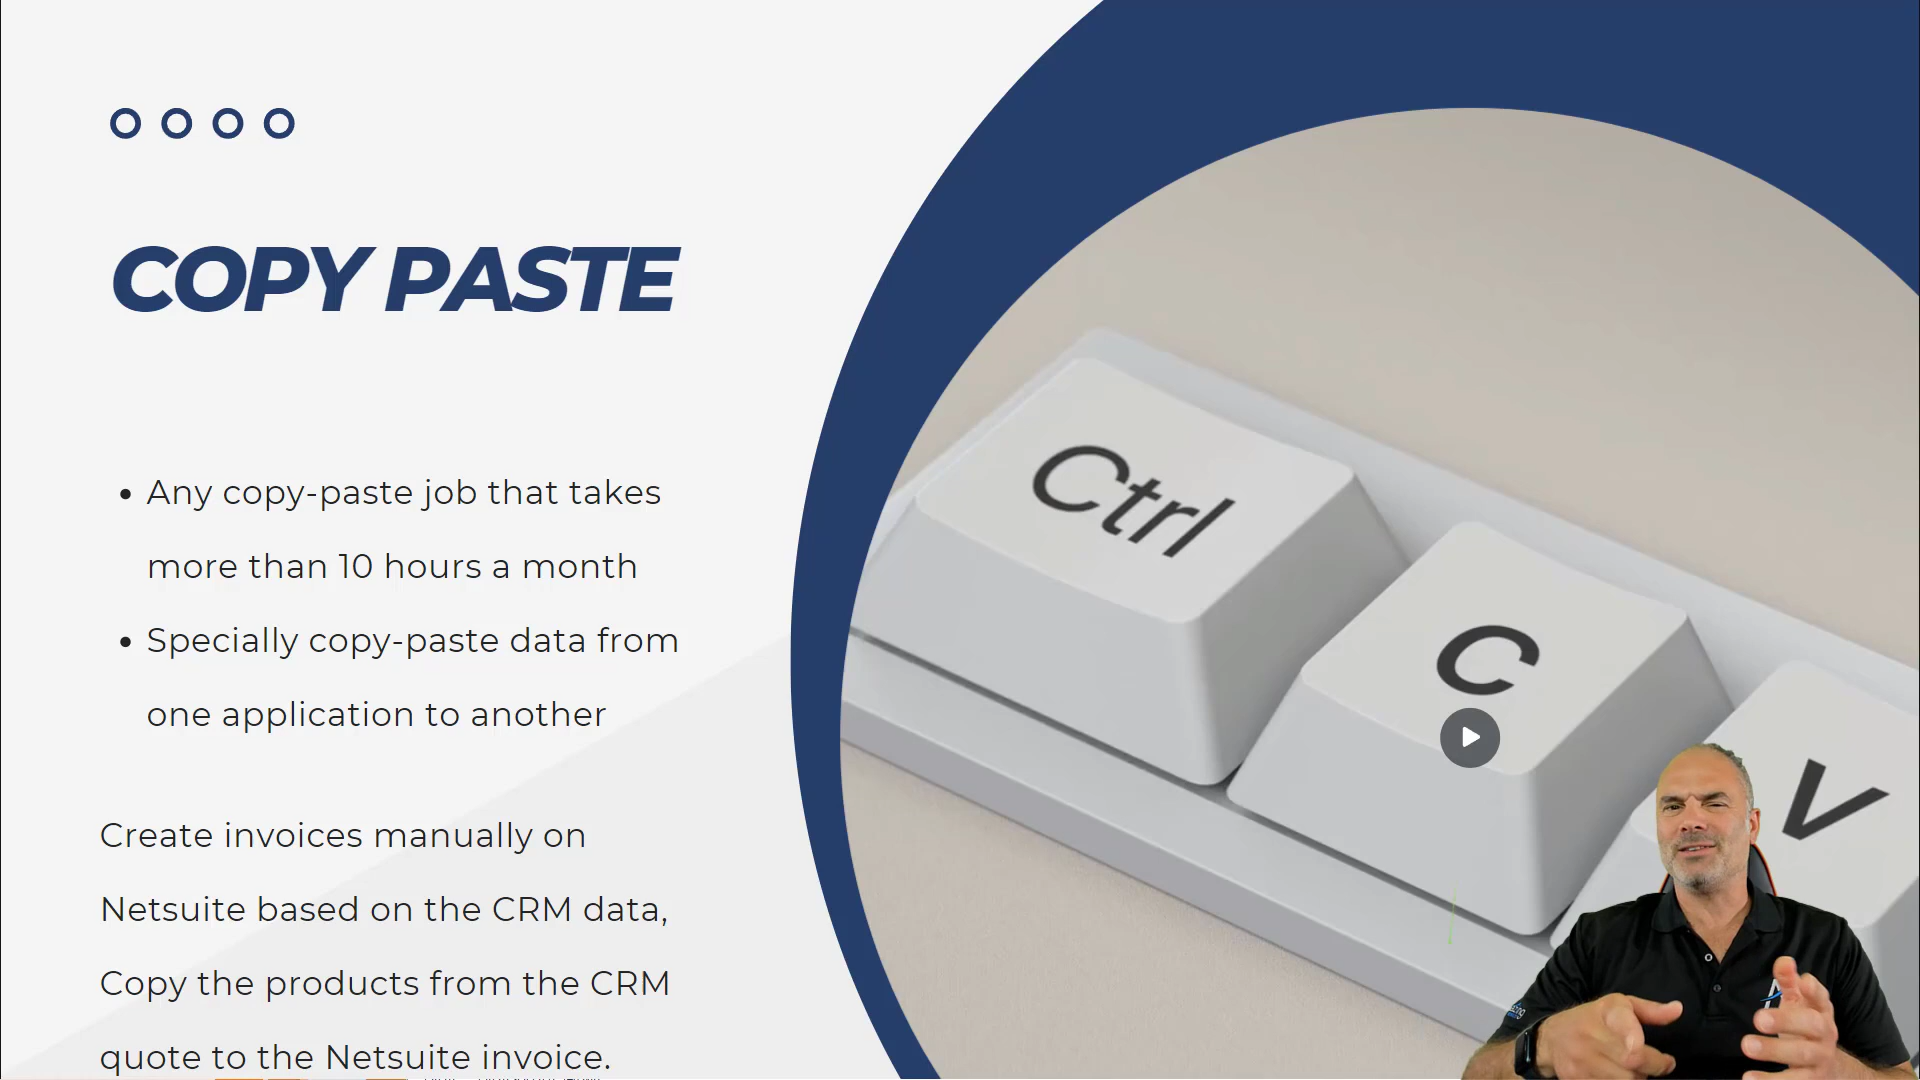 COPY PASTE
Any copy-paste job that takes
more than 10 hours a month
Specially copy-paste data from
one application to another
Create invoices manually on
Netsuite based on the CRM data,
Copy the products from the CRM
quote to the Netsuite invoice.
Ctrl
C
V